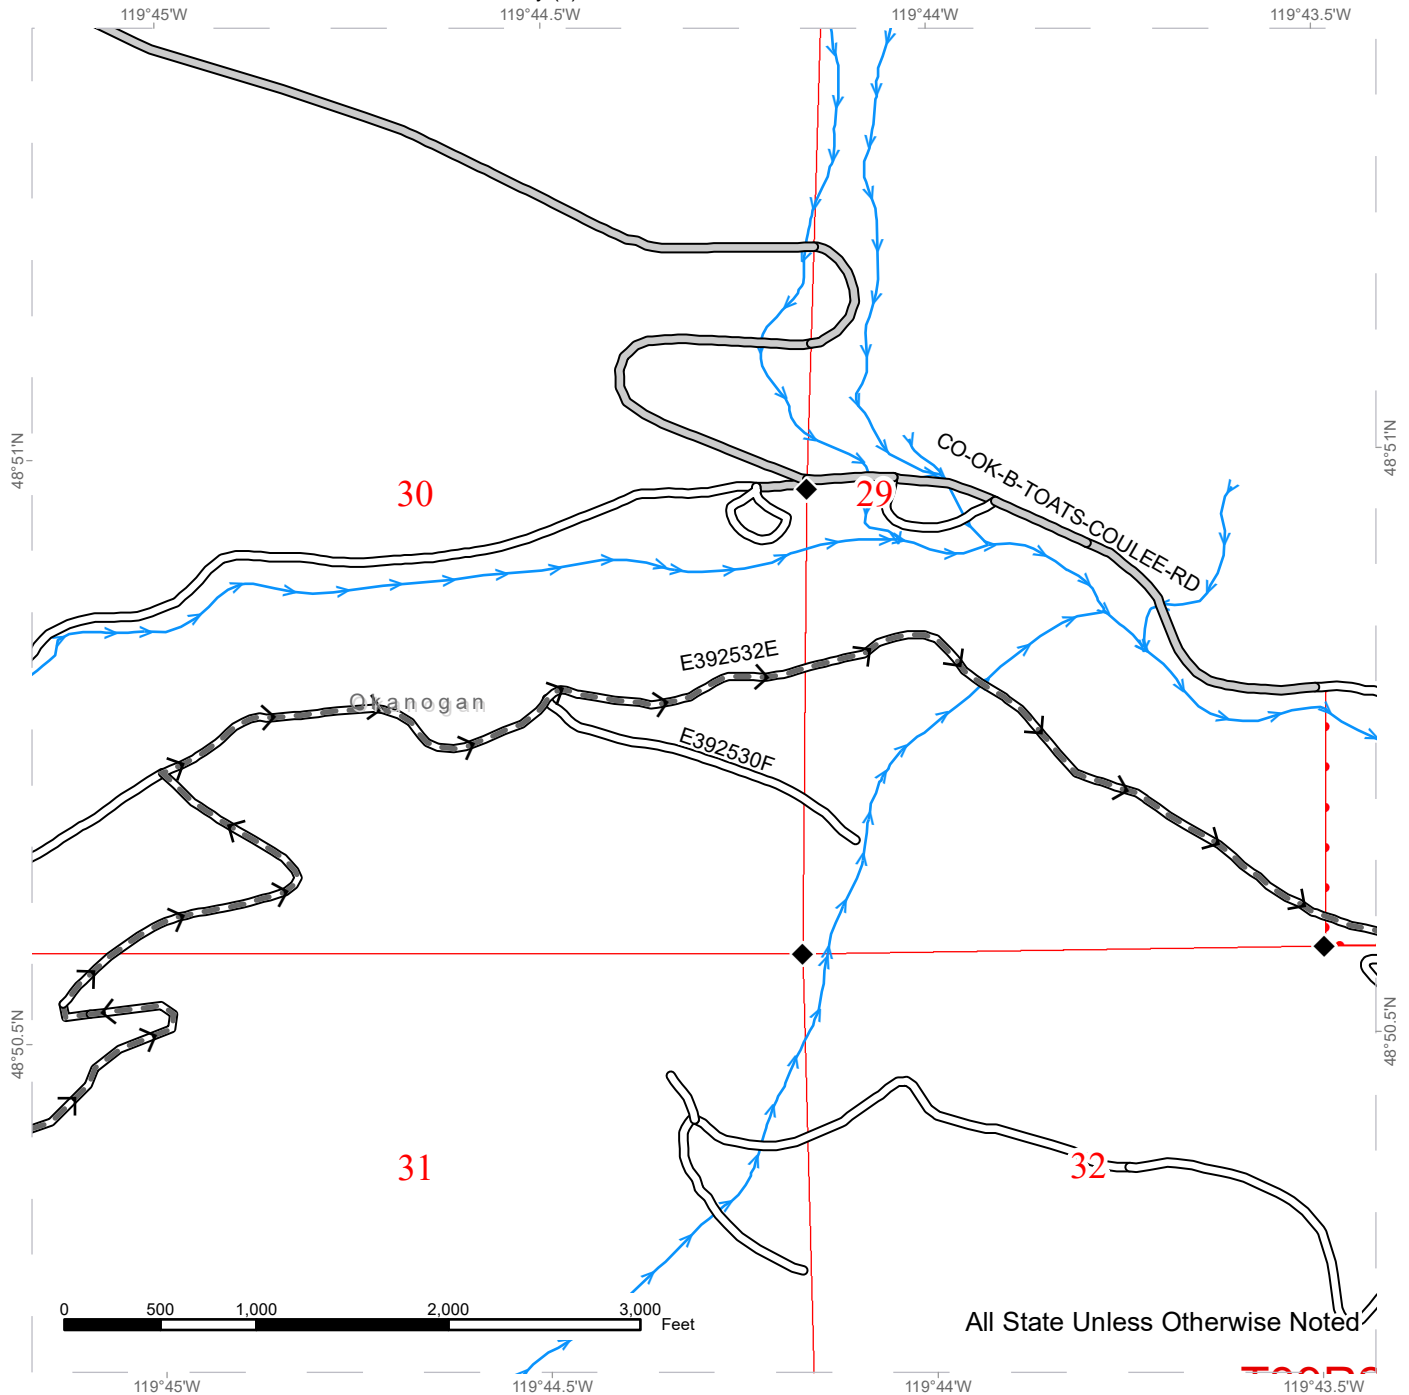 119°45'W 119°44.5'W 119°44'W 119°43.5'W
48°51'N
48°51'N
CO-OK-B-TOATS-COULEE-RD
30
29
E392532E
Okanogan
E392530F
48°50.5'N
48°50.5'N
31
32
0 500 1,000 2,000 3,000
Feet
All State Unless Otherwise Noted
119°45'W 119°44.5'W 119°44'W 119°43.5'W